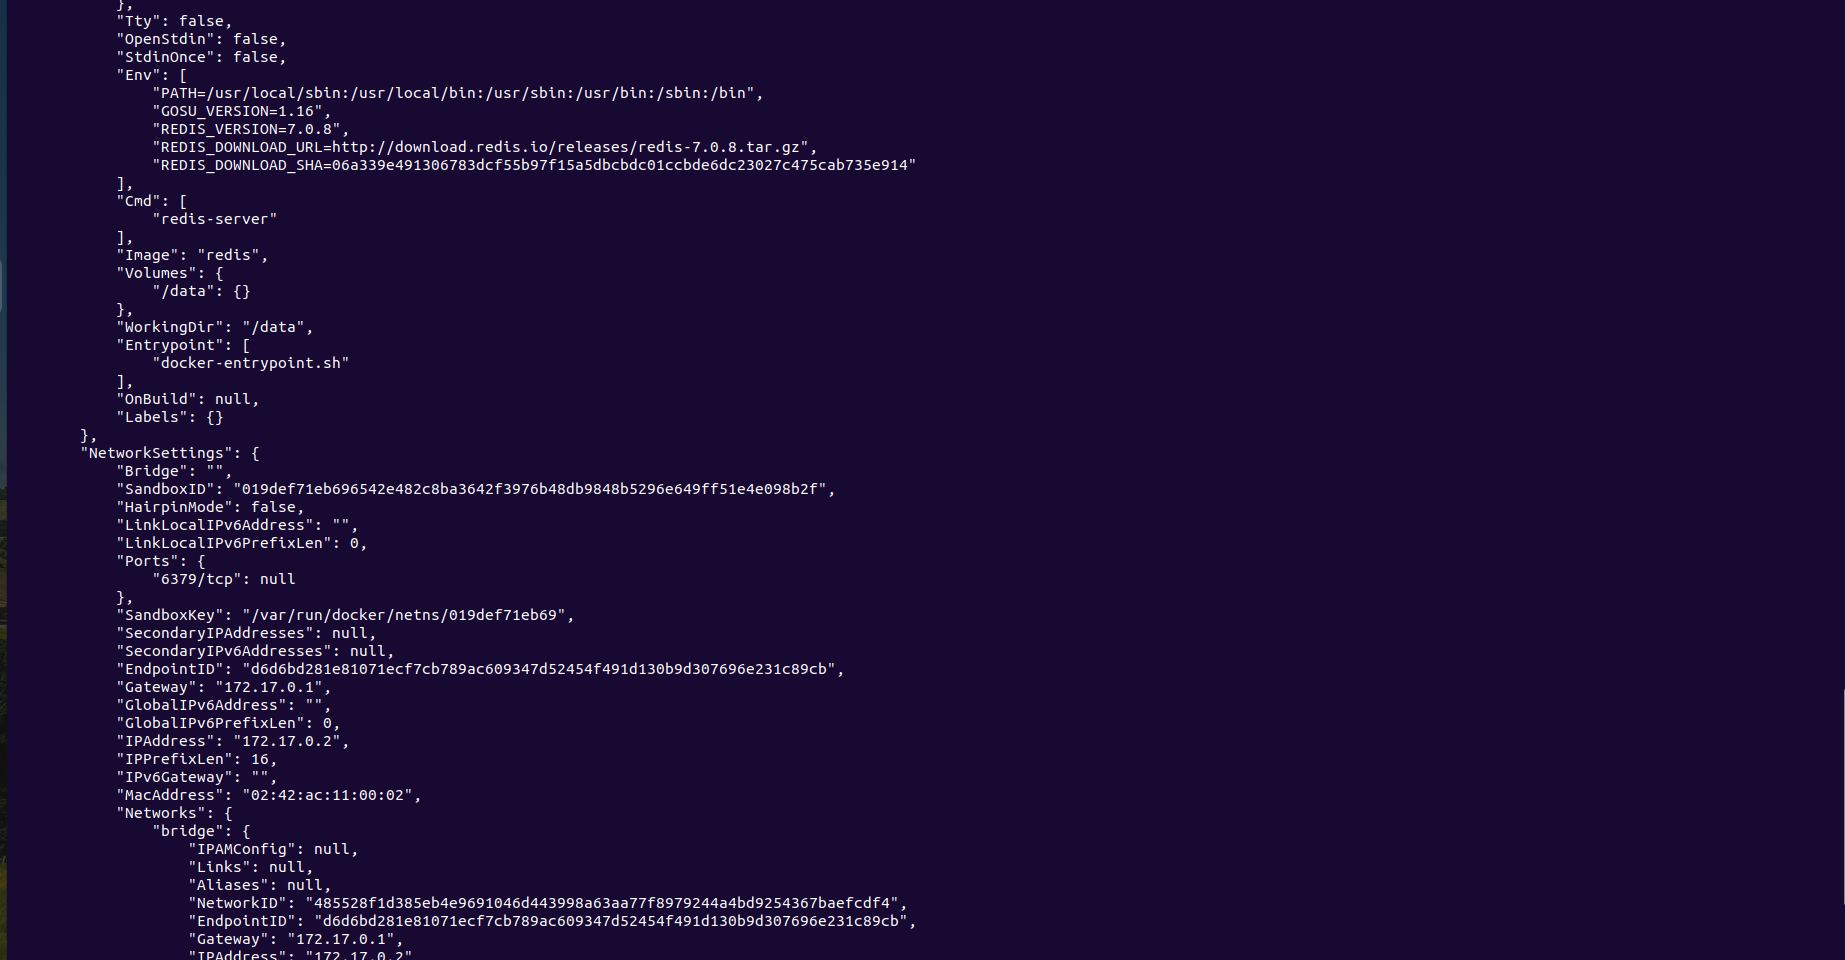 },
"Tty": false,
"OpenStdin": false,
"StdinOnce": false,
"Env": [
"PATH=/usr/local/sbin:/usr/local/bin:/usr/sbin:/usr/bin:/sbin:/bin",
"GOSU_VERSION=1.16",
"REDIS_VERSION=7.0.8",
"REDIS_DOWNLOAD_URL=http://download.redis.io/releases/redis-7.0.8.tar.gz",
"REDIS_DOWNLOAD_SHA=06a339e491306783dcf55b97f15a5dbcbdc01ccbde6dc23027c475cab735e914"
],
"Cmd": [
"redis-server"
],
"Image": "redis",
"Volumes": {
"/data": {}
},
"WorkingDir": "/data",
"Entrypoint": [
"docker-entrypoint.sh"
],
"OnBuild": null,
"Labels": {}
},
"NetworkSettings": {
"Bridge": "",
"SandboxID": "019def71eb696542e482c8ba3642f3976b48db9848b5296e649ff51e4e098b2f",
"HairpinMode": false,
"LinkLocalIPv6Address": "",
"LinkLocalIPv6PrefixLen": 0,
"Ports": {
"6379/tcp": null
},
"SandboxKey": "/var/run/docker/netns/019def71eb69",
"SecondaryIPAddresses": null,
"SecondaryIPv6Addresses": null,
"EndpointID": "d6d6bd281e81071ecf7cb789ac609347d52454f491d130b9d307696e231c89cb",
"Gateway": "172.17.0.1",
"GlobalIPv6Address": "",
"GlobalIPv6PrefixLen": 0,
"IPAddress": "172.17.0.2",
"IPPrefixLen": 16,
"IPv6Gateway": "",
"MacAddress": "02:42:ac:11:00:02",
"Networks": {
"bridge": {
"IPAMConfig": null,
"Links": null,
"Aliases": null,
"NetworkID": "485528f1d385eb4e9691046d443998a63aa77f8979244a4bd9254367baefcdf4",
"EndpointID": "d6d6bd281e81071ecf7cb789ac609347d52454f491d130b9d307696e231c89cb",
"Gateway": "172.17.0.1",
"IPAddress": "172.17.0.2"